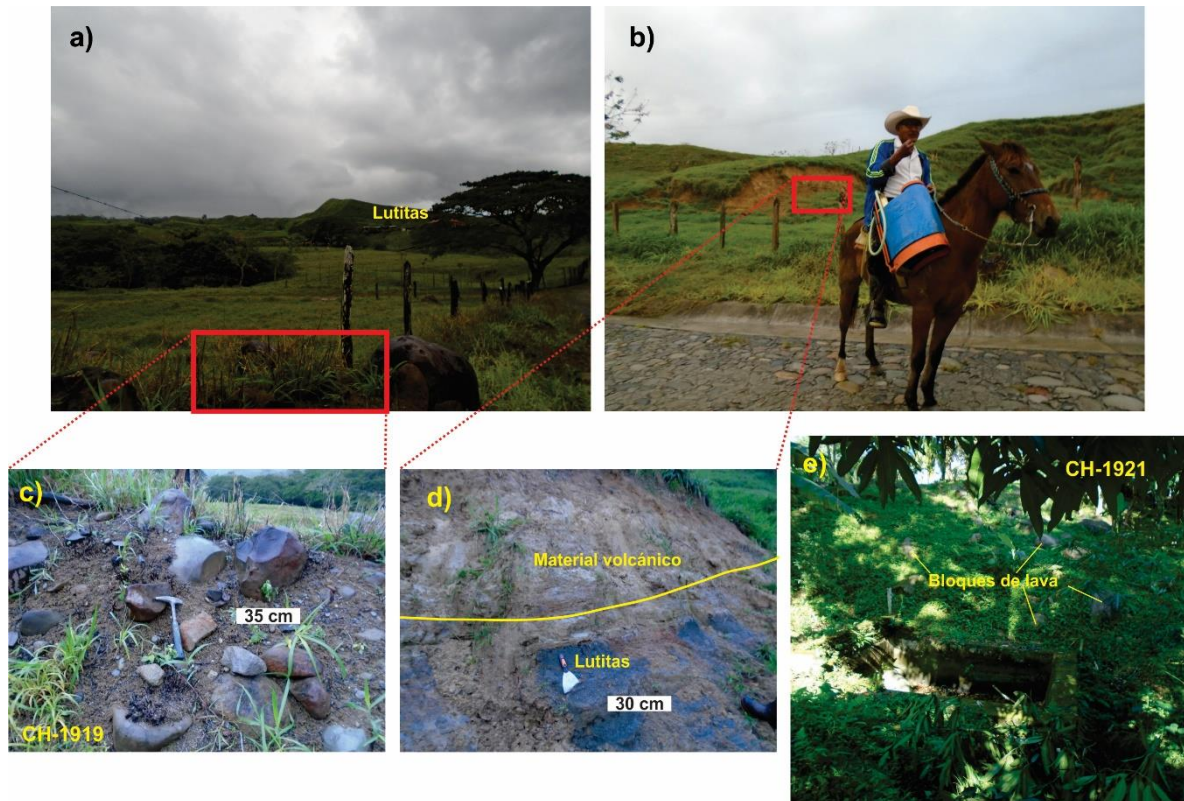 a)
Lutitas
b)
c)
35 cm
CH-1919
d)
Material volcánico
Lutitas
30 cm
e)
CH-1921
Bloques de lava